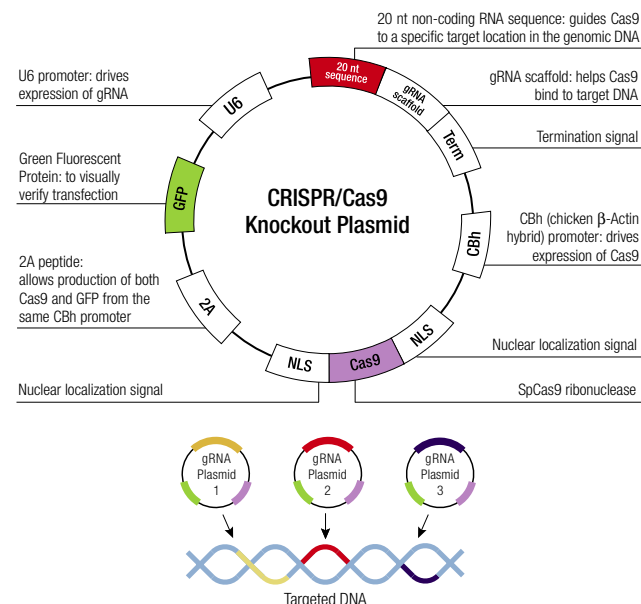 20 nt non-coding RNA sequence: guides Cas9
to a specific target location in the genomic DNA
U6 promoter: drives
expression of gRNA
gRNA scaffold: helps Cas9
bind to target DNA
Termination signal
Green Fluorescent
Protein: to visually
verify transfection
CBh (chicken β-Actin
hybrid) promoter: drives
expression of Cas9
2A peptide:
allows production of both
Cas9 and GFP from the
same CBh promoter
Nuclear localization signal
Nuclear localization signal
SpCas9 ribonuclease
20 nt
sequence
gRNA
scaffold
Term
CBh
NLS
Cas9
NLS
2A
GFP
U6
CRISPR/Cas9
Knockout Plasmid
gRNA
Plasmid
1
gRNA
Plasmid
2
gRNA
Plasmid
3
Targeted DNA